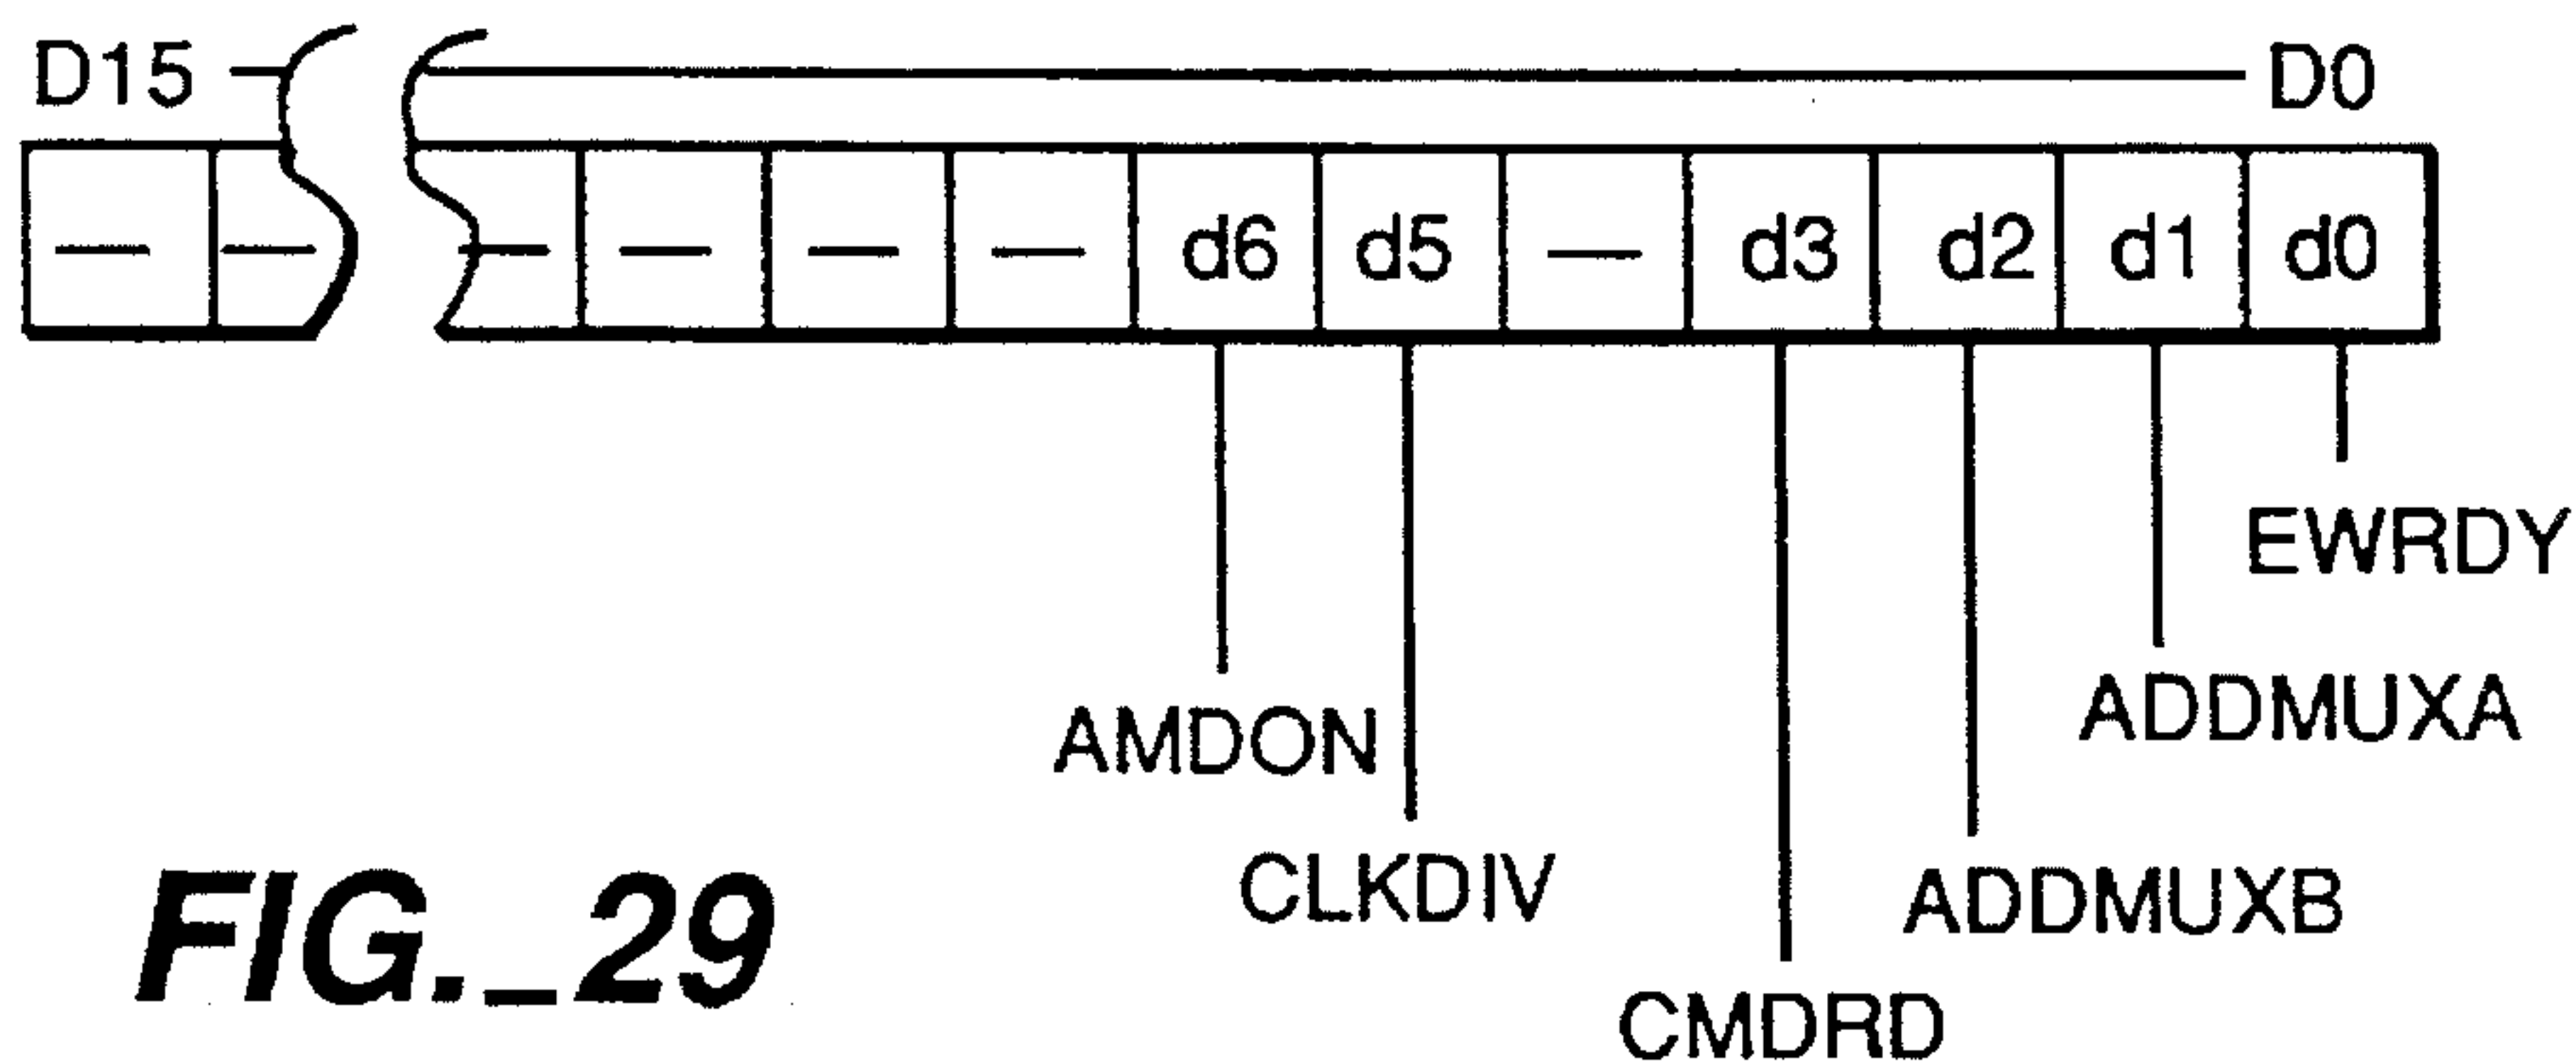 D15 D0
— — — — — — d6 d5 — d3 d2 d1 d0
EWRDY
ADDMUXA
AMDON
CLKDIV
ADDMUXB
CMDRD
FIG._29